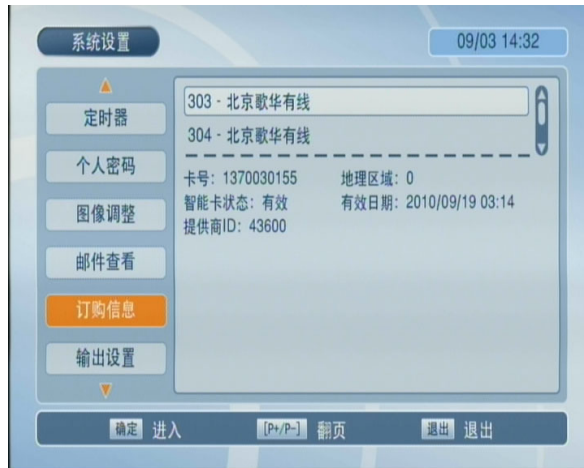 系统设置
09/03 14:32
定时器
个人密码
图像调整
邮件查看
订购信息
输出设置
303 - 北京歌华有线
304 - 北京歌华有线
卡号: 1370030155 地理区域: 0
智能卡状态: 有效 有效日期: 2010/09/19 03:14
提供商ID: 43600
确定 进入 [P+/P-] 翻页 退出 退出